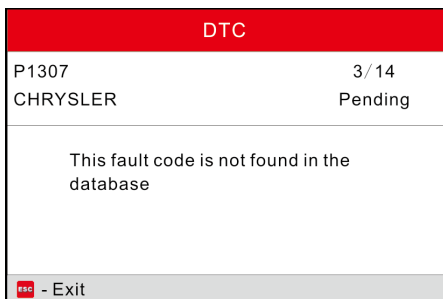 DTC
P1307 3/14
CHRYSLER Pending
This fault code is not found in the
database
ESC - Exit